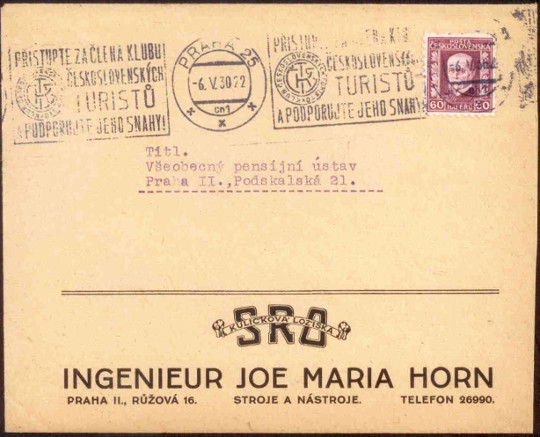 PŘISTUPTE ZA ČLENA KLUBU
ČESKOSLOVENSKÝCH
TURISTŮ
A PODPORUJTE JEHO SNAHY!
PRAHA 25
-6.V.30 22
ČESKOSLOVENSKÝCH
TURISTŮ
A PODPORUJTE JEHO SNAHY!
POŠTA
ČESKOSLOVENSKÁ
60 HALÉŘŮ 60
Titl.
Všeobecný pensijní ústav
Praha II.,Podskalská 21.
SRO
KULIČKOVÁ LOŽISKA
INGENIEUR JOE MARIA HORN
PRAHA II., RŮŽOVÁ 16. STROJE A NÁSTROJE. TELEFON 26990.